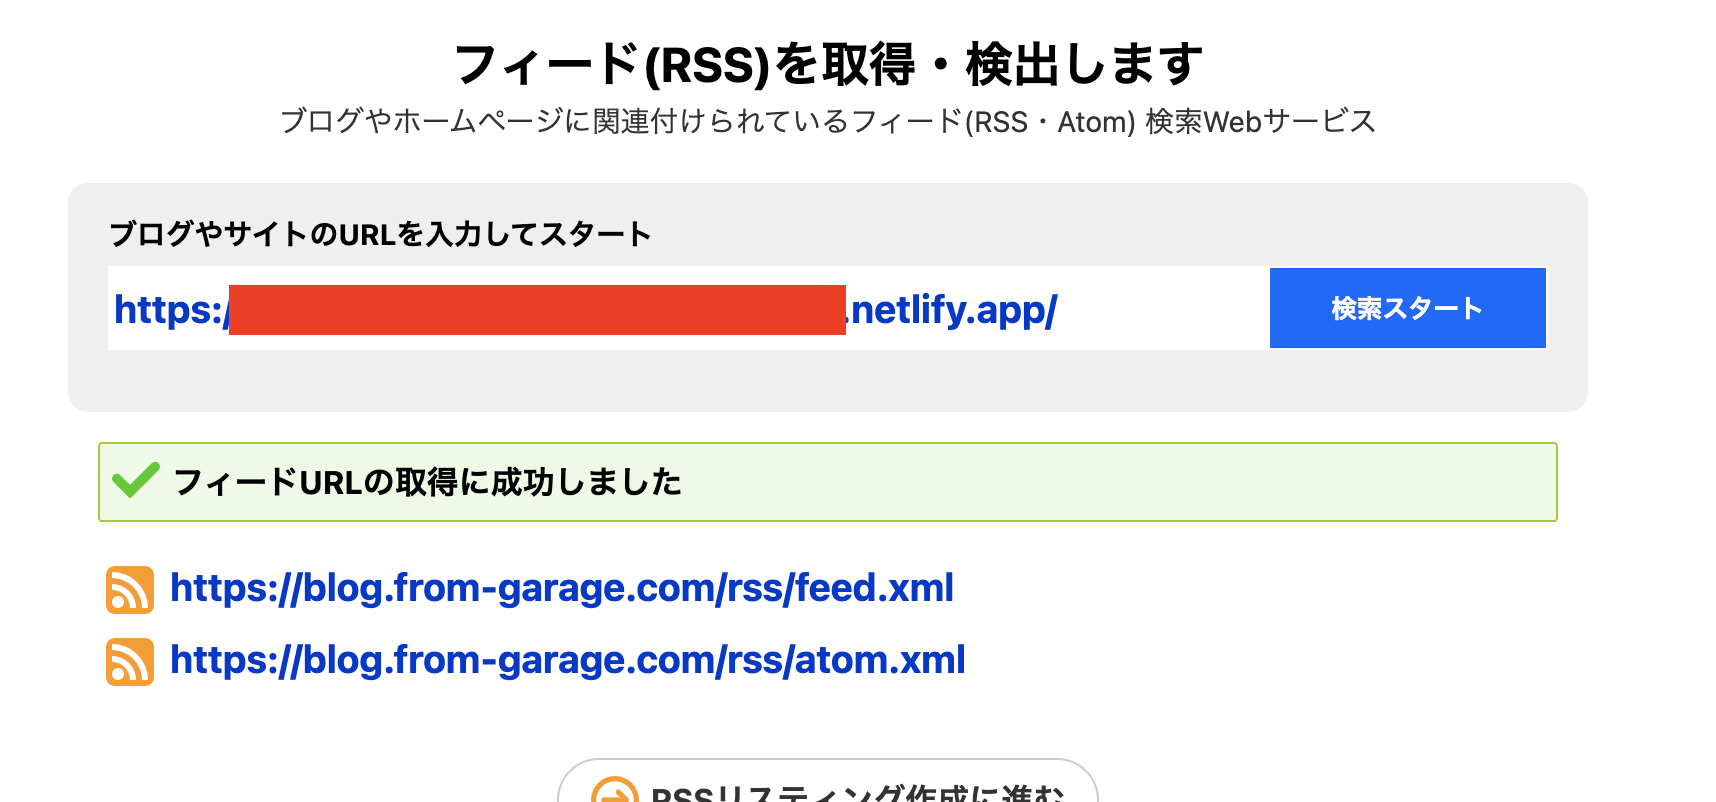 フィード(RSS)を取得・検出します
ブログやホームページに関連付けられているフィード(RSS・Atom) 検索Webサービス
ブログやサイトのURLを入力してスタート
https:/ .netlify.app/
検索スタート
フィードURLの取得に成功しました
https://blog.from-garage.com/rss/feed.xml
https://blog.from-garage.com/rss/atom.xml
RSSリスティング作成に進む